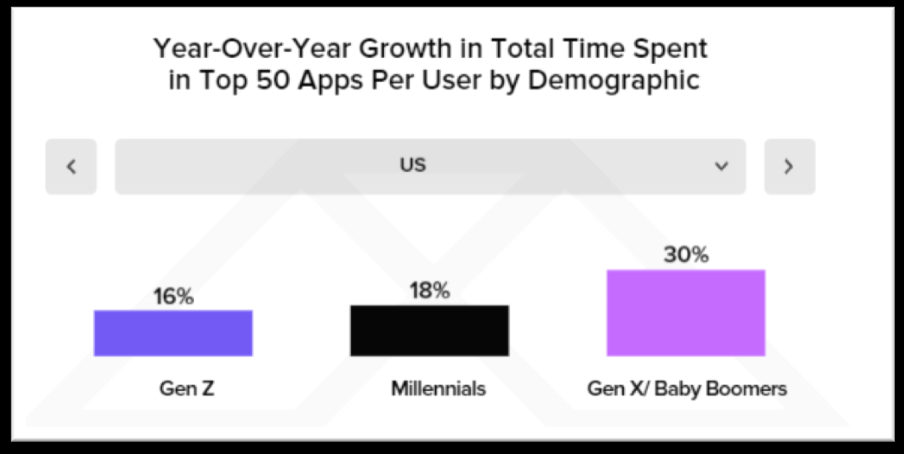 Year-Over-Year Growth in Total Time Spent
in Top 50 Apps Per User by Demographic
US
16%
18%
30%
Gen Z
Millennials
Gen X/ Baby Boomers